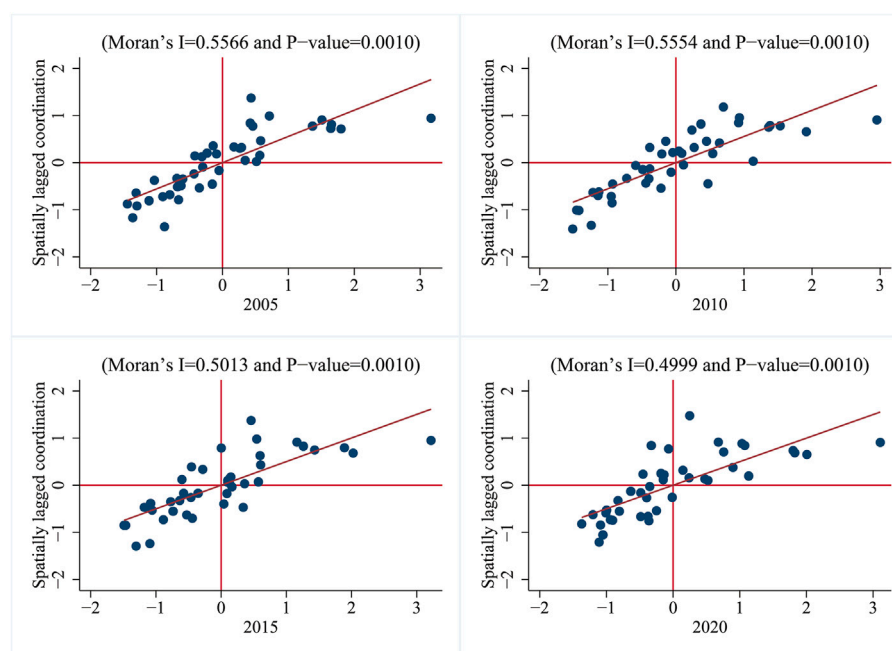 (Moran’s I=0.5566 and P−value=0.0010)
Spatially lagged coordination
2
1
0
−1
−2
−2 −1 0 1 2 3
2005
(Moran’s I=0.5554 and P−value=0.0010)
Spatially lagged coordination
2
1
0
−1
−2
−2 −1 0 1 2 3
2010
(Moran’s I=0.5013 and P−value=0.0010)
Spatially lagged coordination
2
1
0
−1
−2
−2 −1 0 1 2 3
2015
(Moran’s I=0.4999 and P−value=0.0010)
Spatially lagged coordination
2
1
0
−1
−2
−2 −1 0 1 2 3
2020